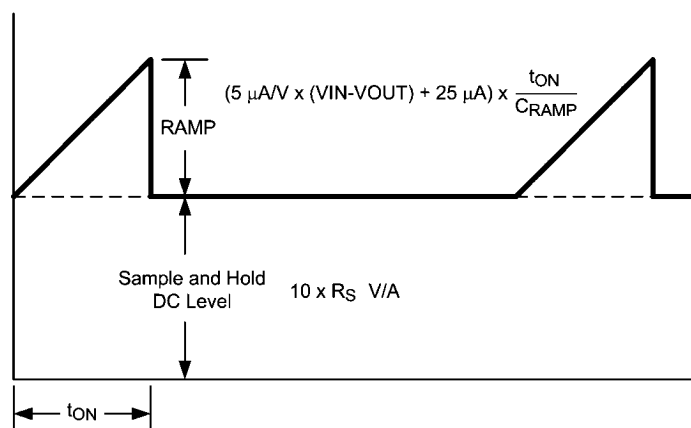 (5 µA/V x (VIN-VOUT) + 25 µA) x tON / CRAMP
RAMP
Sample and Hold
DC Level
10 x RS V/A
tON